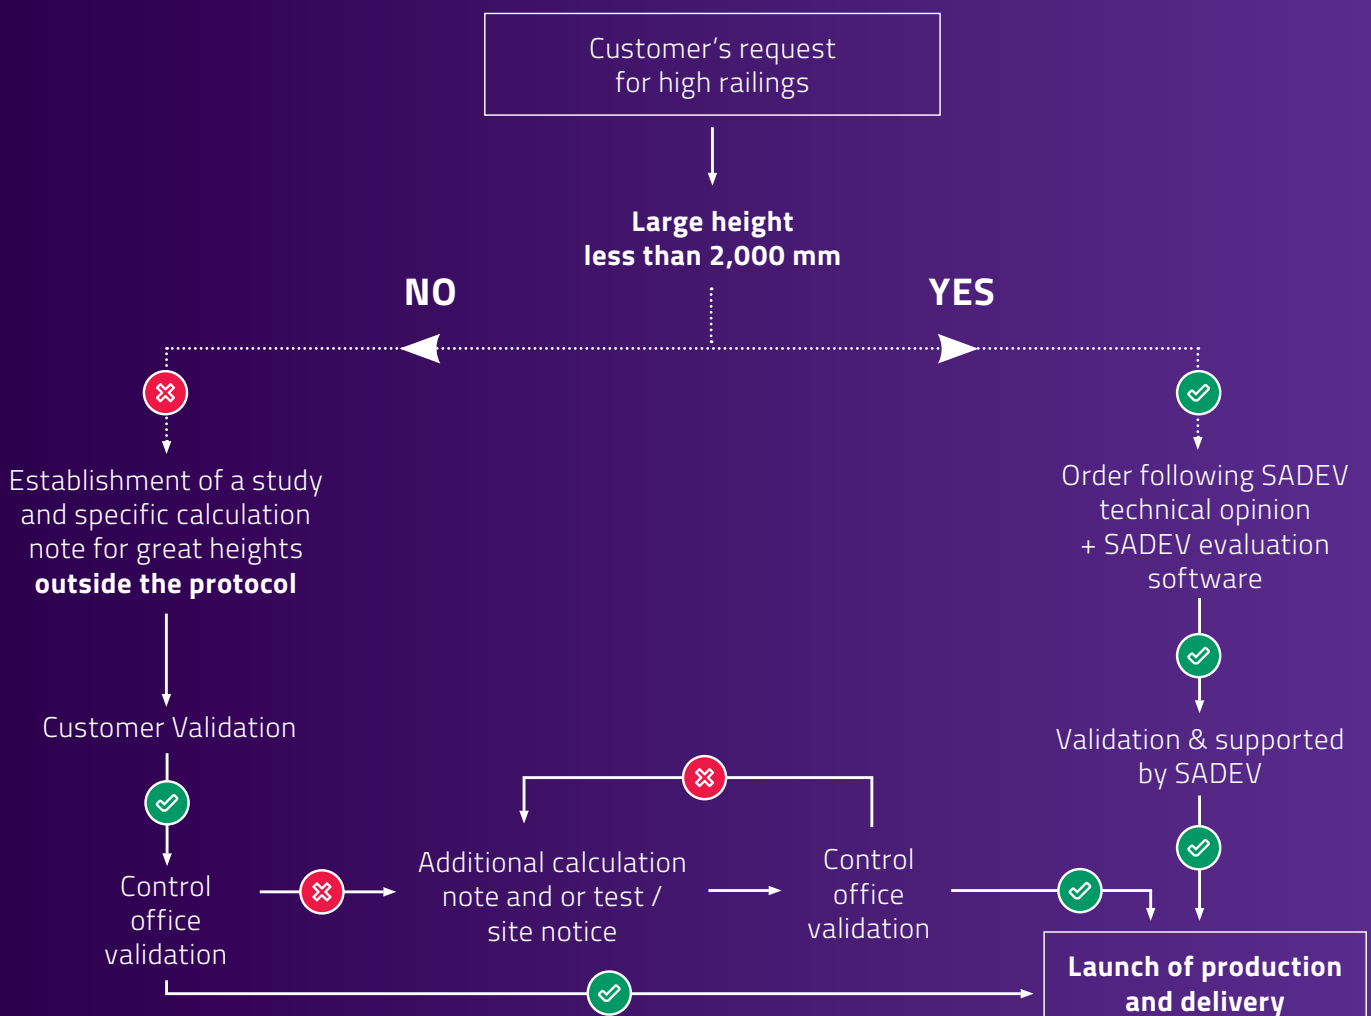 Customer's request
for high railings
Large height
less than 2,000 mm
NO
YES
Establishment of a study
and specific calculation
note for great heights
outside the protocol
Order following SADEV
technical opinion
+ SADEV evaluation
software
Customer Validation
Validation & supported
by SADEV
Control
office
validation
Additional calculation
note and or test /
site notice
Control
office
validation
Launch of production
and delivery